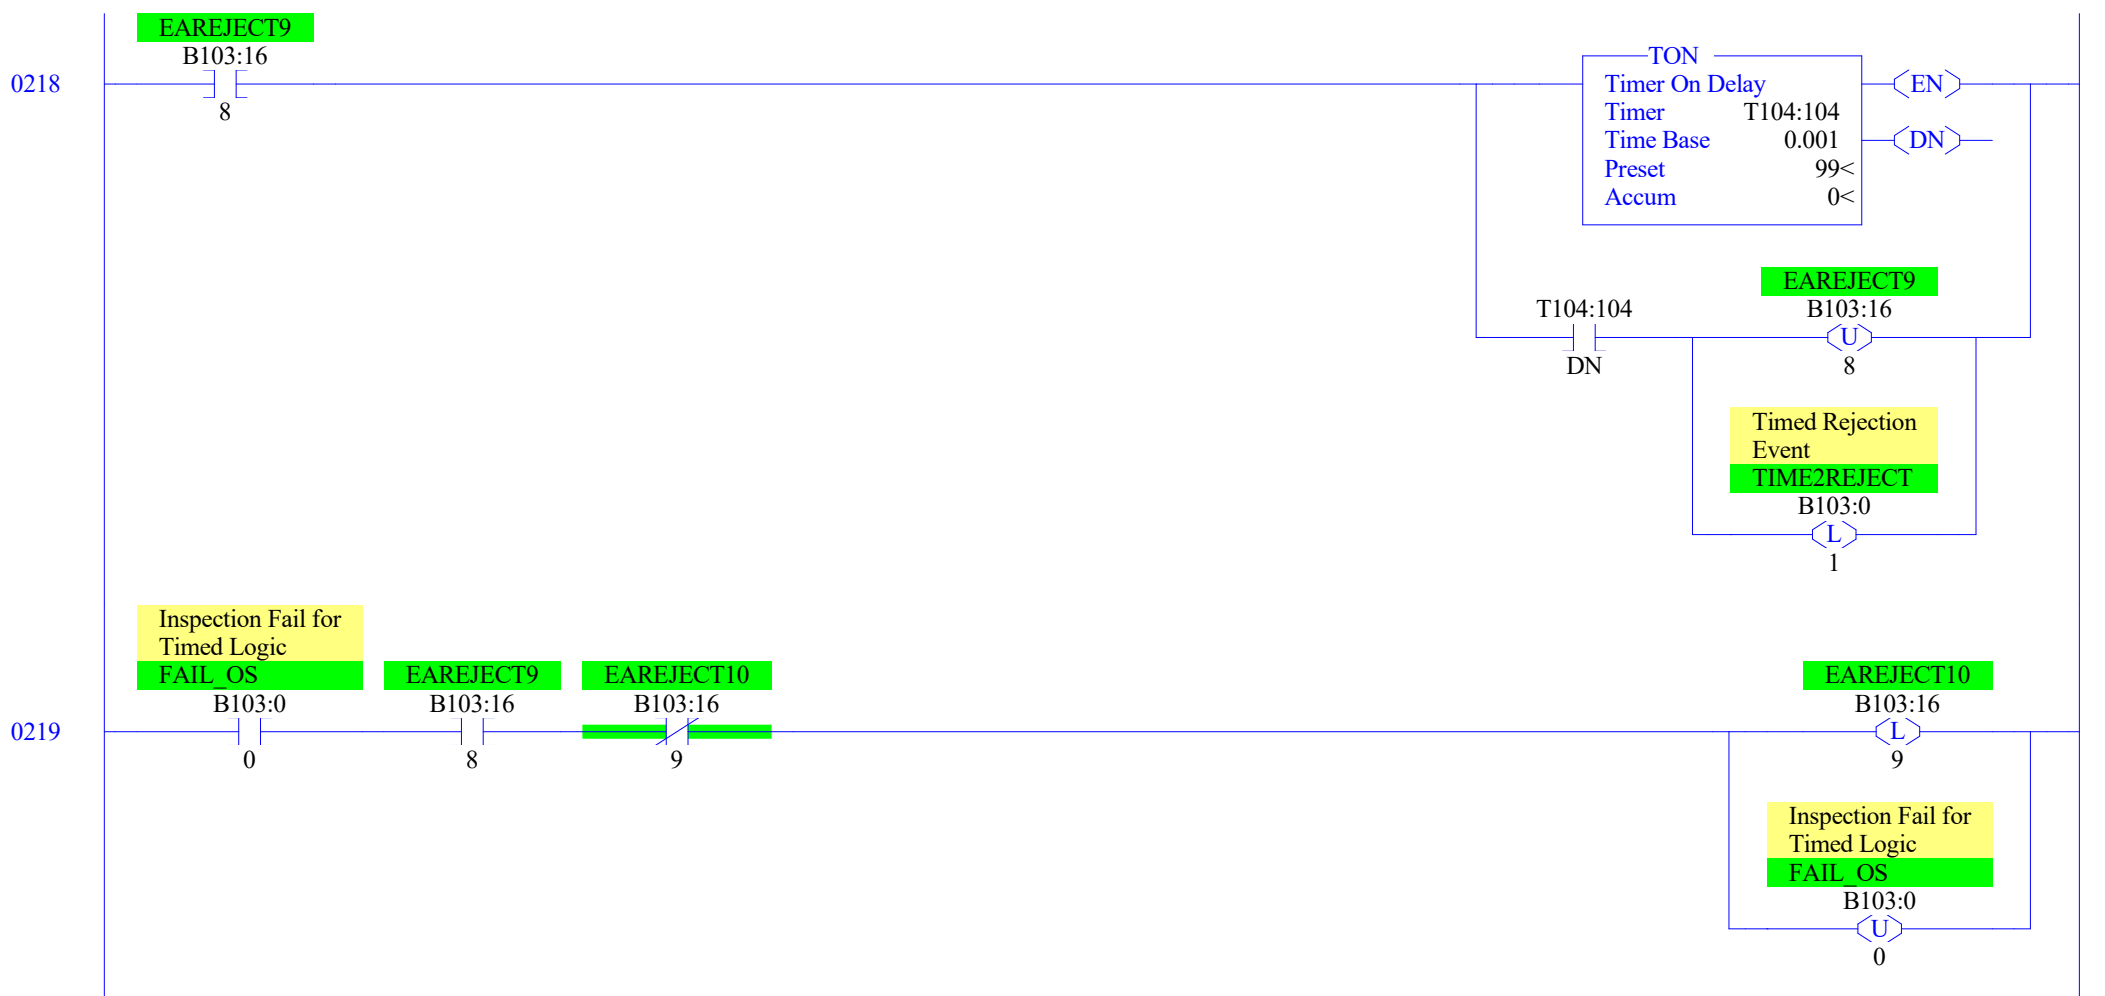 EAREJECT9
B103:16
0218
8
TON
Timer On Delay
Timer T104:104
Time Base 0.001
Preset 99<
Accum 0<
EN
DN
T104:104
DN
EAREJECT9
B103:16
U
8
Timed Rejection
Event
TIME2REJECT
B103:0
L
1
0219
Inspection Fail for
Timed Logic
FAIL_OS
B103:0
0
EAREJECT9
B103:16
8
EAREJECT10
B103:16
9
EAREJECT10
B103:16
L
9
Inspection Fail for
Timed Logic
FAIL_OS
B103:0
U
0